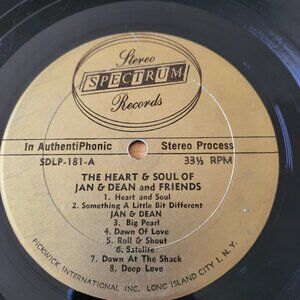 Stereo
SPECTRUM
Records
In AuthentiPhonic Stereo Process
SDLP-181-A 33⅓ RPM
THE HEART & SOUL OF
JAN & DEAN and FRIENDS
1. Heart and Soul
2. Something A Little Bit Different
JAN & DEAN
3. Big Pearl
4. Dawn Of Love
5. Roll & Shout
6. Satelite
7. Down At The Shack
8. Deep Love
PICKWICK INTERNATIONAL INC. LONG ISLAND CITY 1, N. Y.